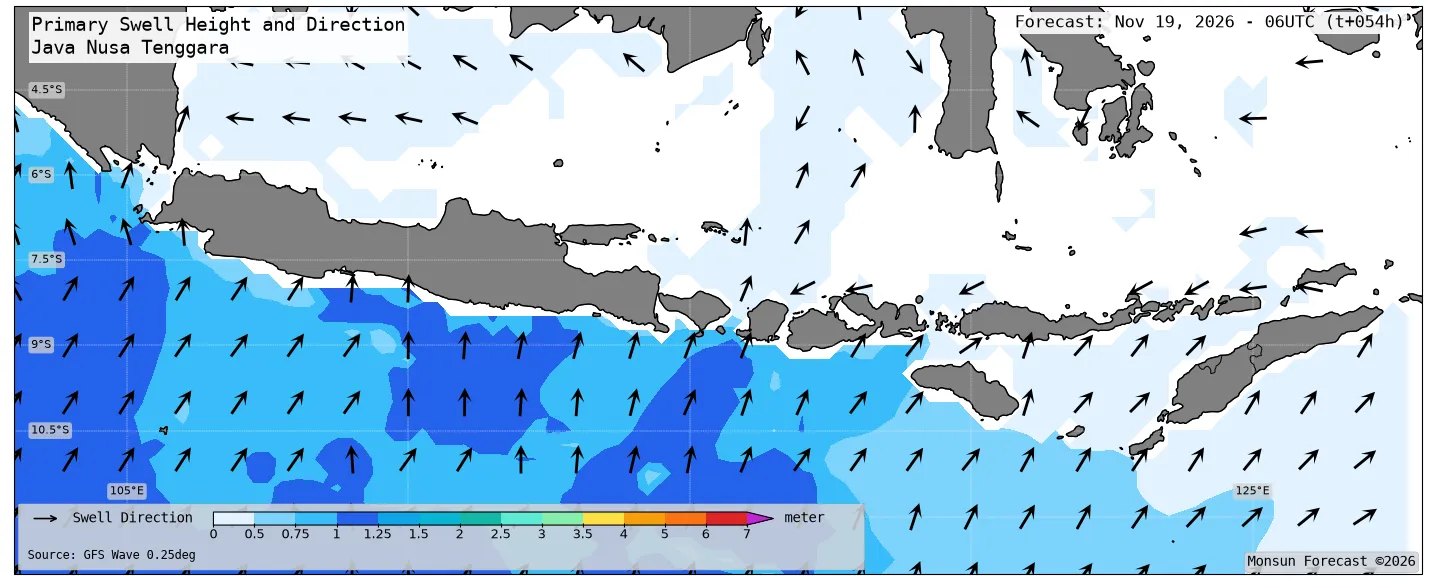 Primary Swell Height and Direction
Java Nusa Tenggara
Forecast: Nov 19, 2026 - 06UTC (t+054h)
4.5°S
6°S
7.5°S
9°S
10.5°S
105°E
125°E
Swell Direction
0 0.5 0.75 1 1.25 1.5 2 2.5 3 3.5 4 5 6 7
meter
Source: GFS Wave 0.25deg
Monsun Forecast ©2026